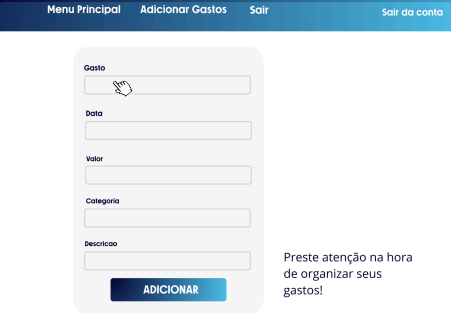 Menu Principal Adicionar Gastos Sair Sair da conta
Gasto
Data
Valor
Categoria
Descricao
ADICIONAR
Preste atenção na hora
de organizar seus
gastos!